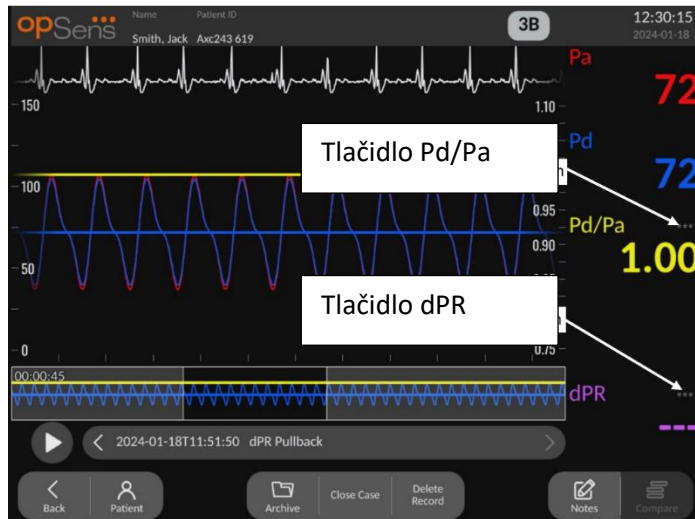 opSens
Name Patient ID
Smith, Jack Axc243 619
3B
12:30:15
2024-01-18
Pa
72
150
1.10
Tlačidlo Pd/Pa
Pd
72
100
0.95
Pd/Pa
0.90
1.00
50
Tlačidlo dPR
0
0.75
00:00:45
dPR
---
2024-01-18T11:51:50 dPR Pullback
Back
Patient
Archive
Close Case
Delete
Record
Notes
Compare